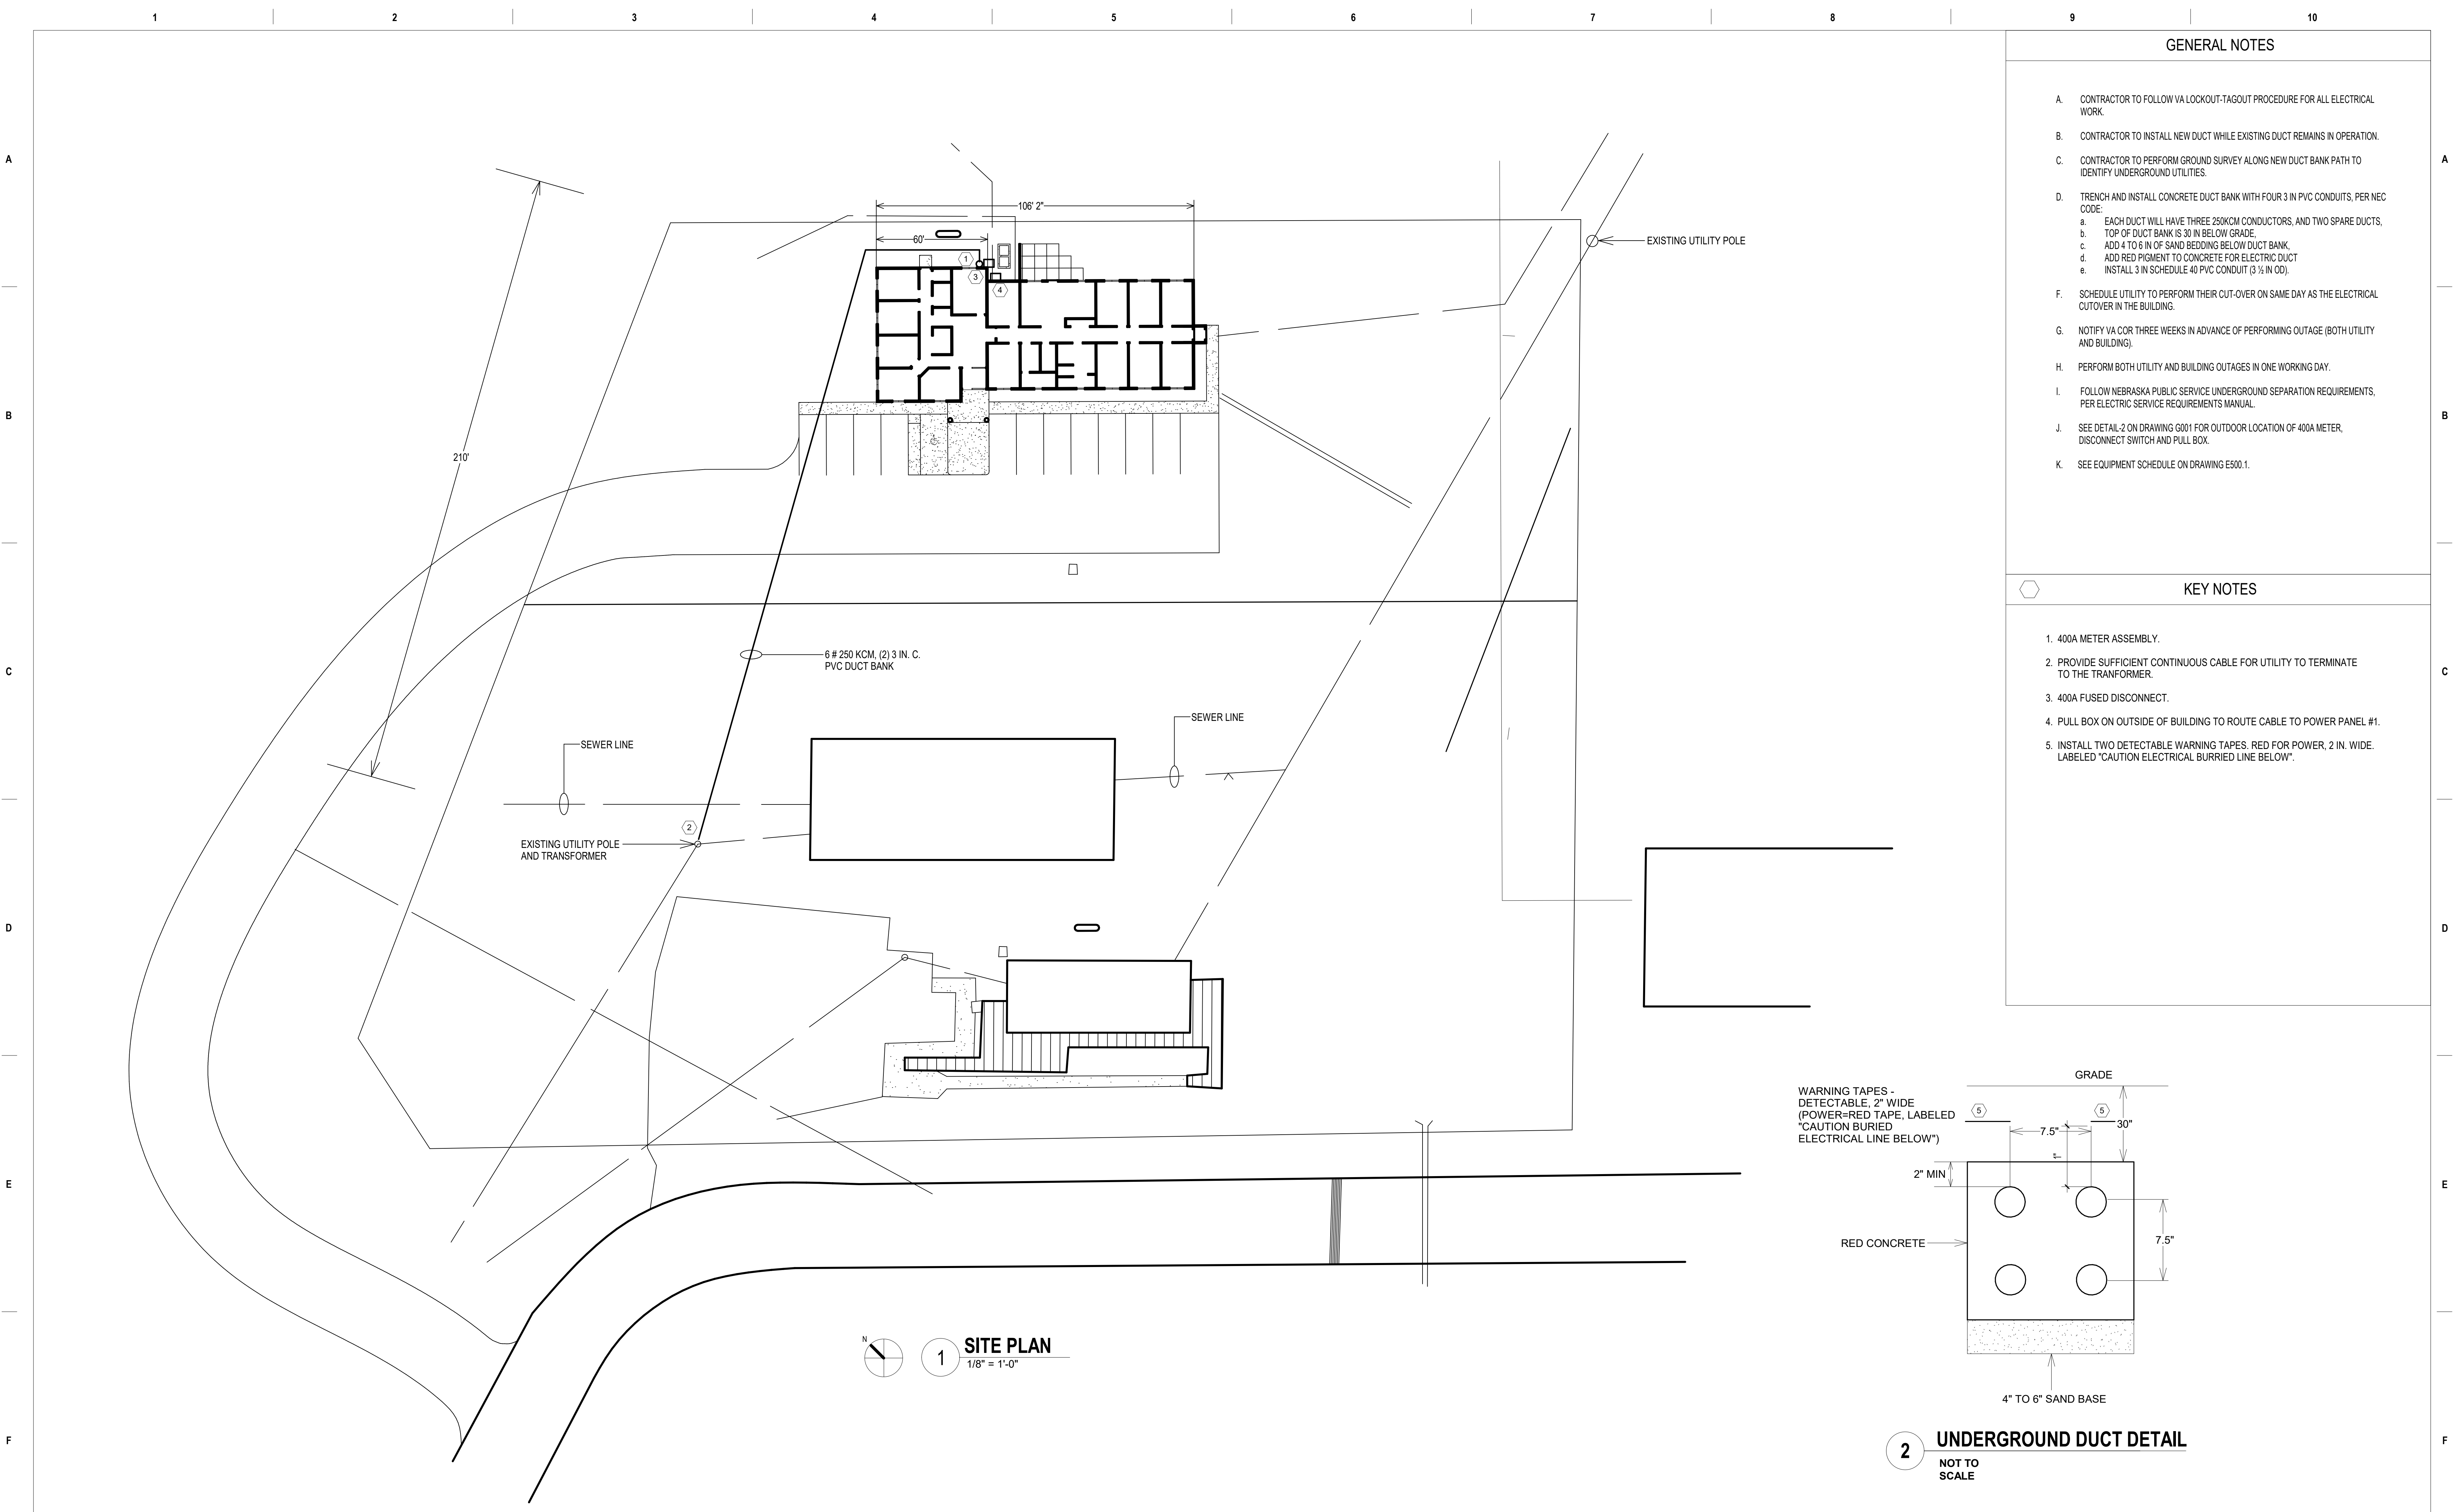 1 2 3 4 5 6 7 8 9 10
A
B
C
D
E
F
A
B
C
D
E
F
GENERAL NOTES
A. CONTRACTOR TO FOLLOW VA LOCKOUT-TAGOUT PROCEDURE FOR ALL ELECTRICAL
WORK.
B. CONTRACTOR TO INSTALL NEW DUCT WHILE EXISTING DUCT REMAINS IN OPERATION.
C. CONTRACTOR TO PERFORM GROUND SURVEY ALONG NEW DUCT BANK PATH TO
IDENTIFY UNDERGROUND UTILITIES.
D. TRENCH AND INSTALL CONCRETE DUCT BANK WITH FOUR 3 IN PVC CONDUITS, PER NEC
CODE:
a. EACH DUCT WILL HAVE THREE 250KCM CONDUCTORS, AND TWO SPARE DUCTS,
b. TOP OF DUCT BANK IS 30 IN BELOW GRADE,
c. ADD 4 TO 6 IN OF SAND BEDDING BELOW DUCT BANK,
d. ADD RED PIGMENT TO CONCRETE FOR ELECTRIC DUCT
e. INSTALL 3 IN SCHEDULE 40 PVC CONDUIT (3 ½ IN OD).
F. SCHEDULE UTILITY TO PERFORM THEIR CUT-OVER ON SAME DAY AS THE ELECTRICAL
CUTOVER IN THE BUILDING.
G. NOTIFY VA COR THREE WEEKS IN ADVANCE OF PERFORMING OUTAGE (BOTH UTILITY
AND BUILDING).
H. PERFORM BOTH UTILITY AND BUILDING OUTAGES IN ONE WORKING DAY.
I. FOLLOW NEBRASKA PUBLIC SERVICE UNDERGROUND SEPARATION REQUIREMENTS,
PER ELECTRIC SERVICE REQUIREMENTS MANUAL.
J. SEE DETAIL-2 ON DRAWING G001 FOR OUTDOOR LOCATION OF 400A METER,
DISCONNECT SWITCH AND PULL BOX.
K. SEE EQUIPMENT SCHEDULE ON DRAWING E500.1.
KEY NOTES
1. 400A METER ASSEMBLY.
2. PROVIDE SUFFICIENT CONTINUOUS CABLE FOR UTILITY TO TERMINATE
TO THE TRANFORMER.
3. 400A FUSED DISCONNECT.
4. PULL BOX ON OUTSIDE OF BUILDING TO ROUTE CABLE TO POWER PANEL #1.
5. INSTALL TWO DETECTABLE WARNING TAPES. RED FOR POWER, 2 IN. WIDE.
LABELED "CAUTION ELECTRICAL BURRIED LINE BELOW".
106' 2"
60'
1
3
4
EXISTING UTILITY POLE
210'
6 # 250 KCM, (2) 3 IN. C.
PVC DUCT BANK
SEWER LINE
SEWER LINE
2
EXISTING UTILITY POLE
AND TRANSFORMER
N
1
SITE PLAN
1/8" = 1'-0"
GRADE
WARNING TAPES -
DETECTABLE, 2" WIDE
(POWER=RED TAPE, LABELED
"CAUTION BURIED
ELECTRICAL LINE BELOW")
5
5
7.5"
30"
2" MIN
RED CONCRETE
7.5"
4" TO 6" SAND BASE
2
UNDERGROUND DUCT DETAIL
NOT TO
SCALE